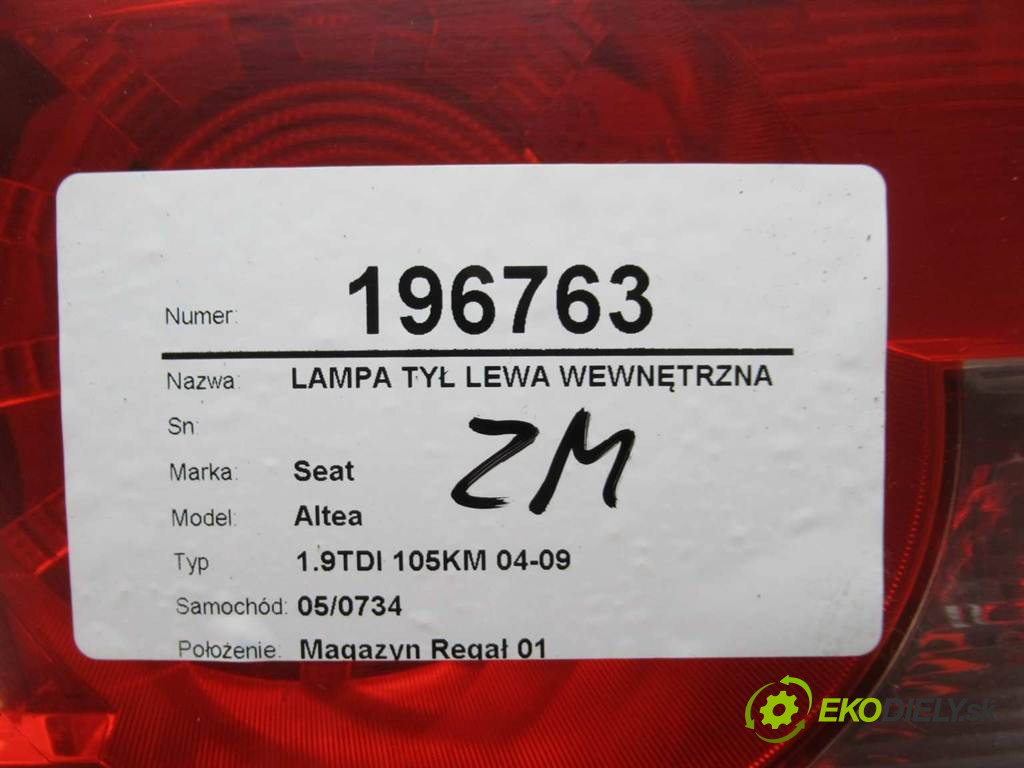 Numer: 196763
Nazwa: LAMPA TYŁ LEWA WEWNĘTRZNA
Sn:
ZM
Marka: Seat
Model: Altea
Typ 1.9TDI 105KM 04-09
Samochód: 05/0734
Położenie: Magazyn Regał 01
EKODIELY.sk